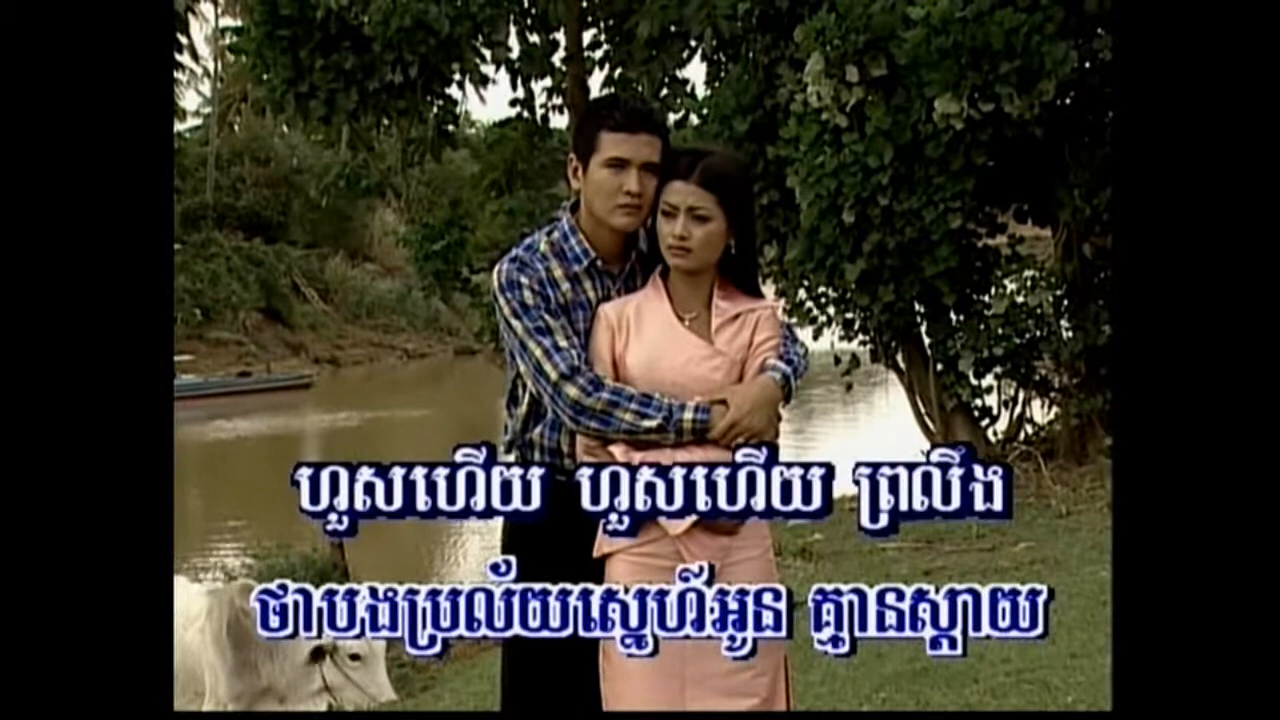 ហួសហើយ ហួសហើយ ព្រលឹង
ថាបងប្រល័យស្នេហ៍អូន គ្មានស្តាយ